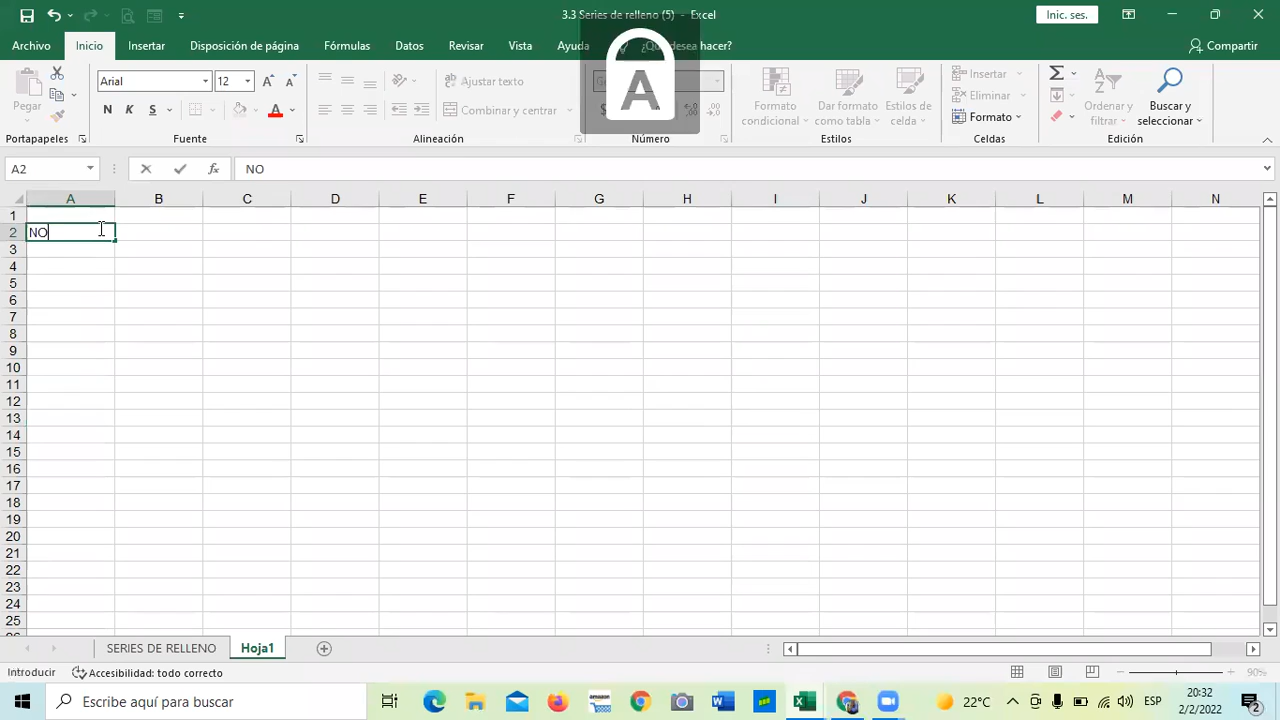 3.3 Series de relleno (5) - Excel
Inic. ses.
Archivo Inicio Insertar Disposición de página Fórmulas Datos Revisar Vista Ayuda ¿Qué desea hacer? Compartir
Pegar
Arial 12
N K S
Ajustar texto
Combinar y centrar
A
Formato condicional
Dar formato como tabla
Estilos de celda
Insertar
Eliminar
Formato
Ordenar y filtrar
Buscar y seleccionar
Portapapeles Fuente Alineación Número Estilos Celdas Edición
A2 fx NO
A B C D E F G H I J K L M N
1
2 NO
3
4
5
6
7
8
9
10
11
12
13
14
15
16
17
18
19
20
21
22
23
24
25
SERIES DE RELLENO Hoja1
Introducir Accesibilidad: todo correcto 90%
Escribe aquí para buscar 22°C ESP 20:32
2/2/2022 2